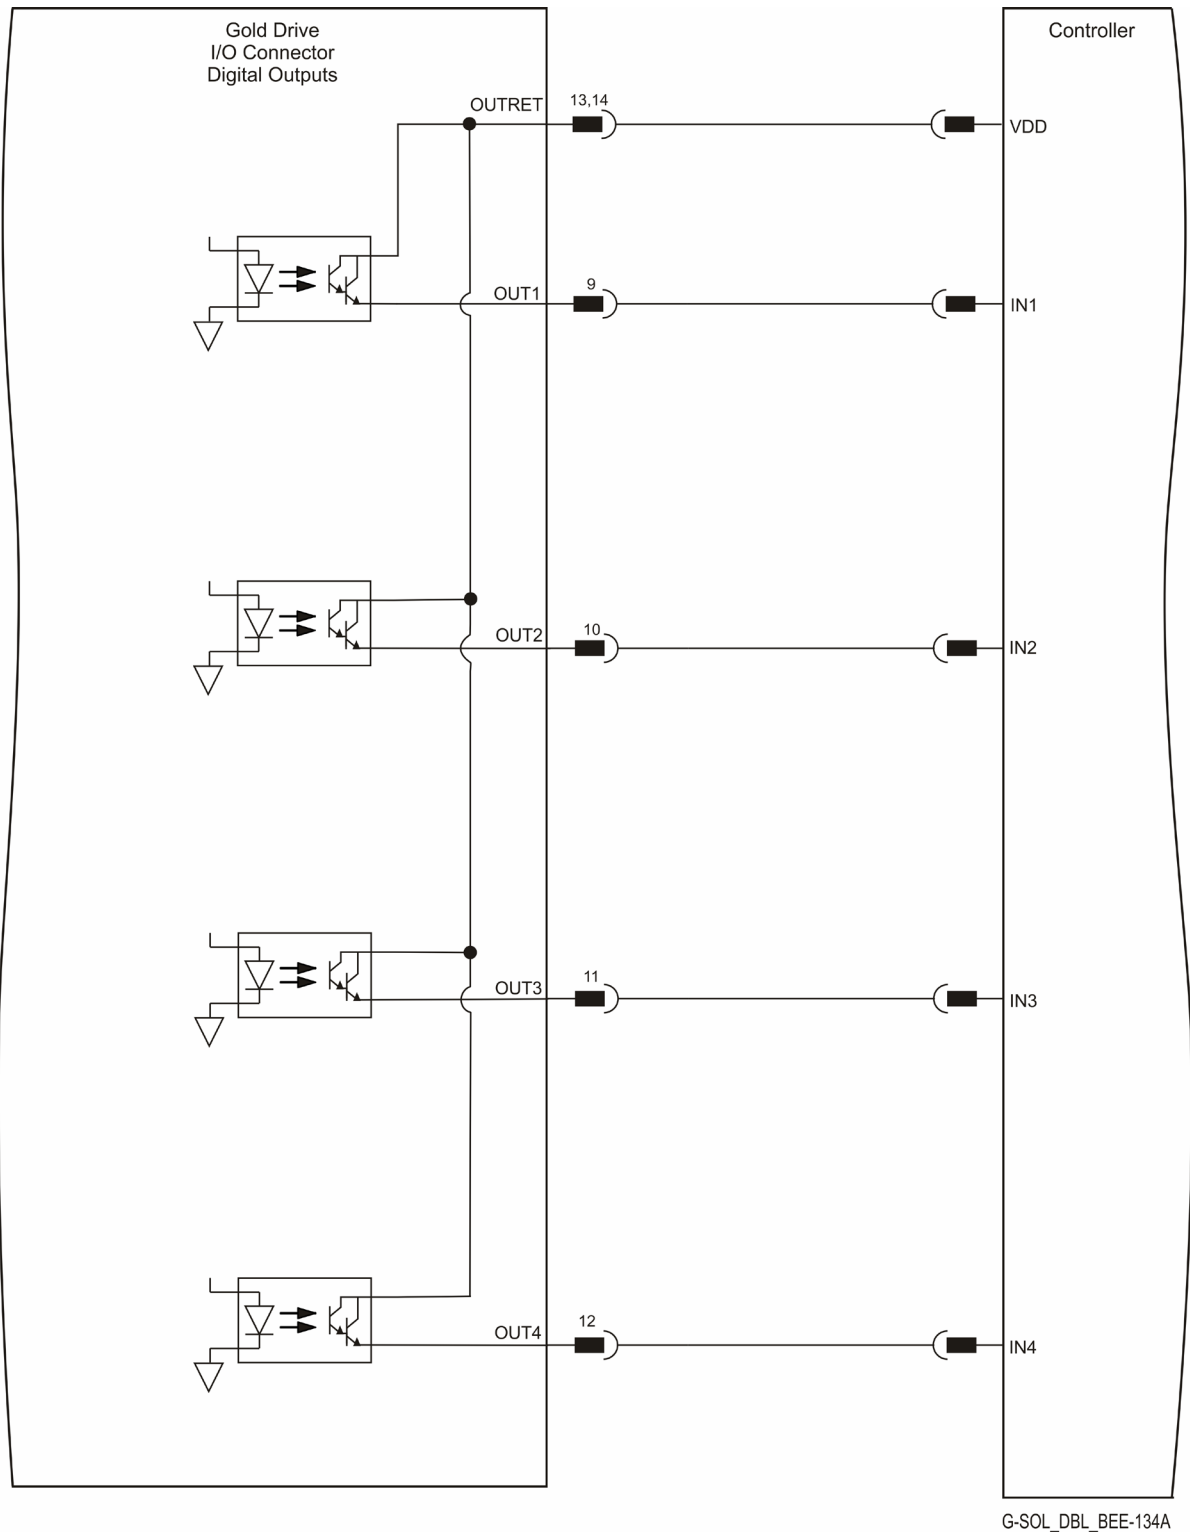 Gold Drive
I/O Connector
Digital Outputs
Controller
OUTRET
13,14
VDD
OUT1
9
IN1
OUT2
10
IN2
OUT3
11
IN3
OUT4
12
IN4
G-SOL_DBL_BEE-134A